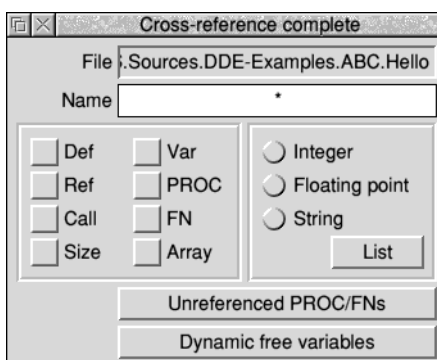 Cross-reference complete
File .Sources.DDE-Examples.ABC.Hello
Name *
Def Var Integer
Ref PROC Floating point
Call FN String
Size Array List
Unreferenced PROC/FNs
Dynamic free variables